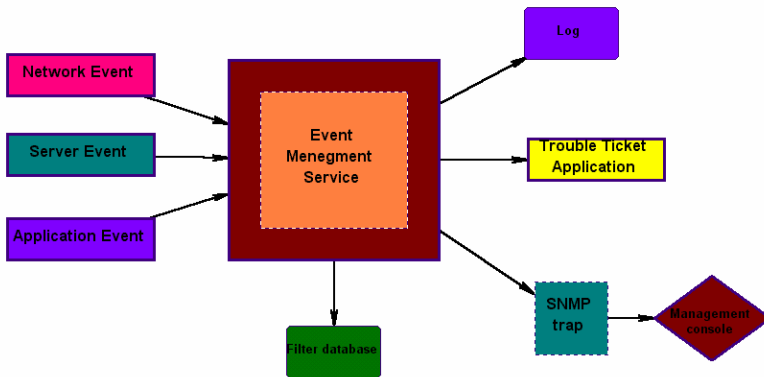 Log
Network Event
Server Event
Application Event
Event
Menegment
Service
Trouble Ticket
Application
SNMP
trap
Management
console
Filter database